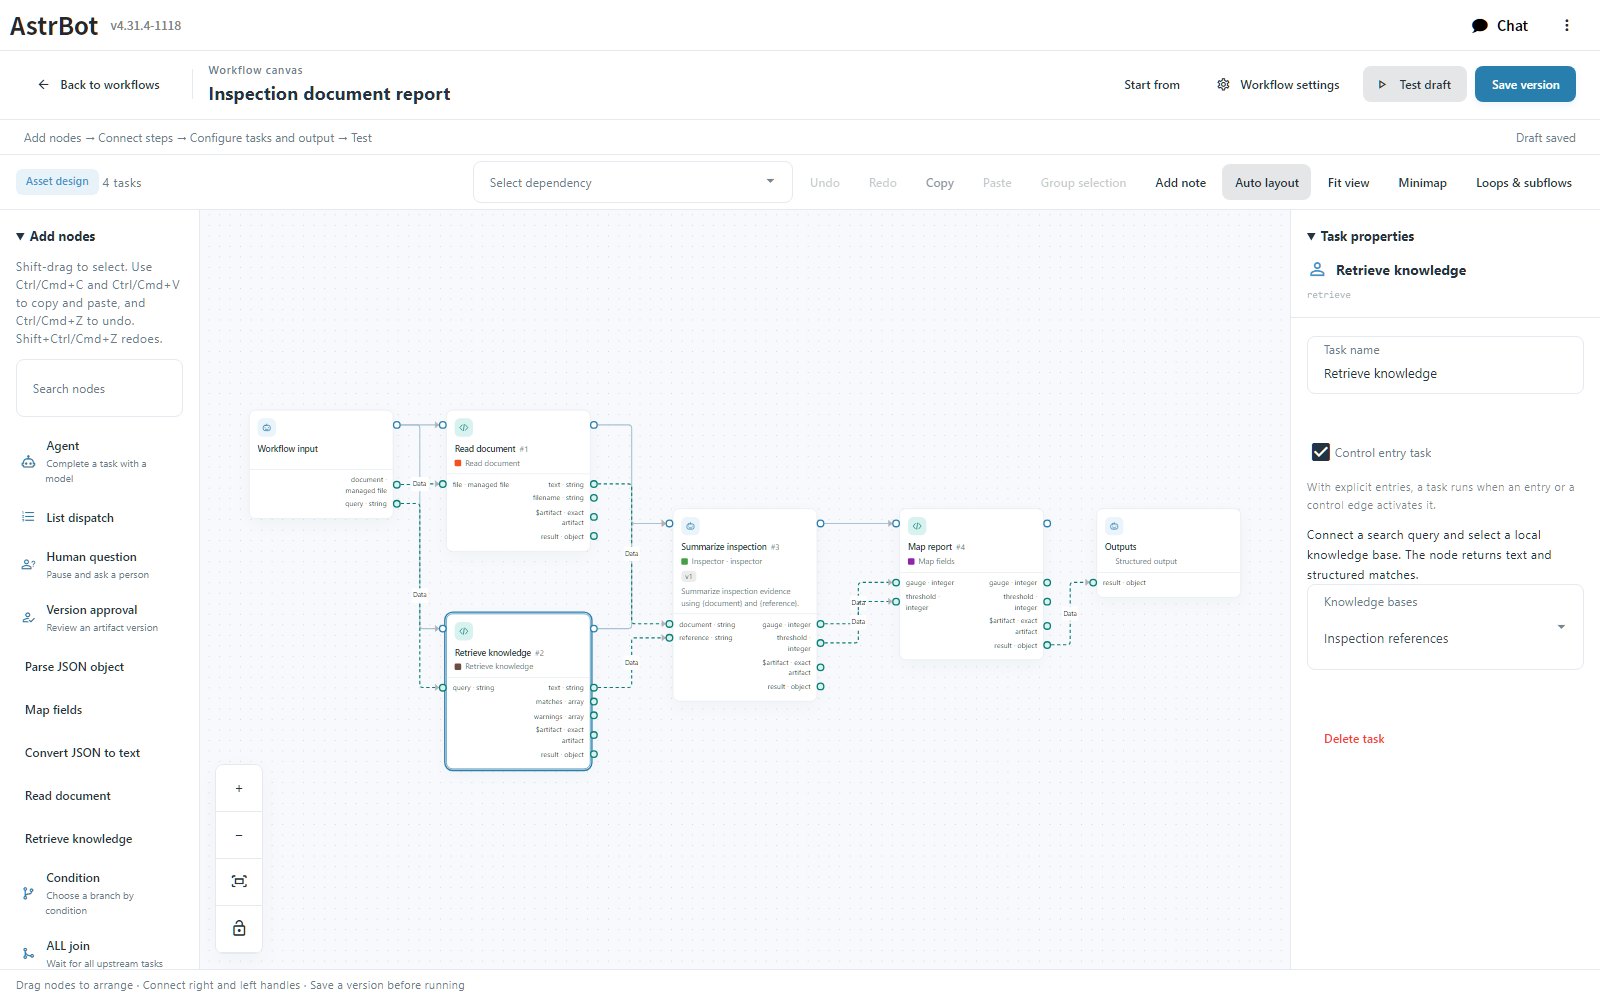 AstrBot v4.31.4-1118
Chat
Back to workflows
Workflow canvas
Inspection document report
Start from
Workflow settings
Test draft
Save version
Add nodes → Connect steps → Configure tasks and output → Test
Draft saved
Asset design
4 tasks
Select dependency
Undo
Redo
Copy
Paste
Group selection
Add note
Auto layout
Fit view
Minimap
Loops & subflows
Add nodes
Shift-drag to select. Use
Ctrl/Cmd+C and Ctrl/Cmd+V
to copy and paste, and
Ctrl/Cmd+Z to undo.
Shift+Ctrl/Cmd+Z redoes.
Search nodes
Agent
Complete a task with a
model
List dispatch
Human question
Pause and ask a person
Version approval
Review an artifact version
Parse JSON object
Map fields
Convert JSON to text
Read document
Retrieve knowledge
Condition
Choose a branch by
condition
ALL join
Wait for all upstream tasks
Workflow input
document ·
managed file
query · string
Data
Data
Read document #1
Read document
file · managed file
text · string
filename · string
$artifact · exact
artifact
result · object
Retrieve knowledge #2
Retrieve knowledge
query · string
text · string
matches · array
warnings · array
$artifact · exact
artifact
result · object
Data
Data
Summarize inspection #3
Inspector · inspector
v1
Summarize inspection evidence
using {document} and {reference}.
document · string
gauge · integer
reference · string
threshold ·
integer
$artifact · exact
artifact
result · object
Data
Data
Map report #4
Map fields
gauge · integer
gauge · integer
threshold ·
integer
threshold ·
integer
$artifact · exact
artifact
result · object
Data
Outputs
Structured output
result · object
+
−
Task properties
Retrieve knowledge
retrieve
Task name
Retrieve knowledge
Control entry task
With explicit entries, a task runs when an entry or a
control edge activates it.
Connect a search query and select a local
knowledge base. The node returns text and
structured matches.
Knowledge bases
Inspection references
Delete task
Drag nodes to arrange · Connect right and left handles · Save a version before running